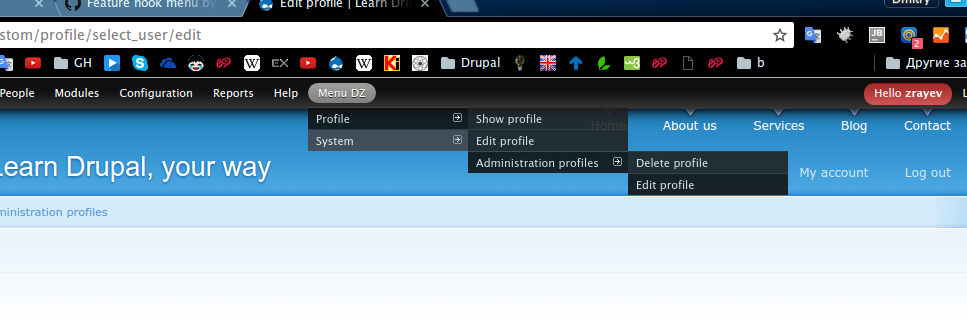 Feature hook menu by
Edit profile | Learn Dru
Dmitry
stom/profile/select_user/edit
2
GH
Drupal
b
Другие за
People Modules Configuration Reports Help Menu DZ Hello zrayev L
Profile Show profile Home About us Services Blog Contact
System Edit profile
Administration profiles Delete profile
Edit profile
Learn Drupal, your way
My account Log out
ministration profiles